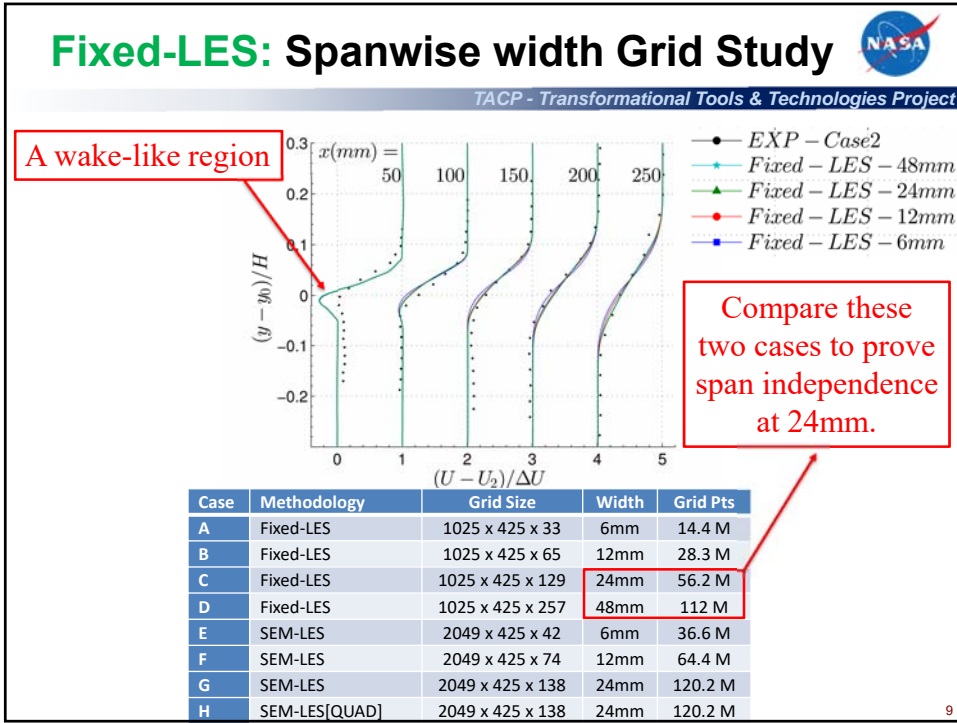 Fixed-LES: Spanwise width Grid Study
NASA
TACP - Transformational Tools & Technologies Project
A wake-like region
x(mm) =
50 100 150 200 250
0.3
0.2
0.1
0
−0.1
−0.2
(y − y₀)/H
0 1 2 3 4 5
(U − U₂)/ΔU
EXP − Case2
Fixed − LES − 48mm
Fixed − LES − 24mm
Fixed − LES − 12mm
Fixed − LES − 6mm
Compare these
two cases to prove
span independence
at 24mm.
Case Methodology Grid Size Width Grid Pts
A Fixed-LES 1025 x 425 x 33 6mm 14.4 M
B Fixed-LES 1025 x 425 x 65 12mm 28.3 M
C Fixed-LES 1025 x 425 x 129 24mm 56.2 M
D Fixed-LES 1025 x 425 x 257 48mm 112 M
E SEM-LES 2049 x 425 x 42 6mm 36.6 M
F SEM-LES 2049 x 425 x 74 12mm 64.4 M
G SEM-LES 2049 x 425 x 138 24mm 120.2 M
H SEM-LES[QUAD] 2049 x 425 x 138 24mm 120.2 M
9